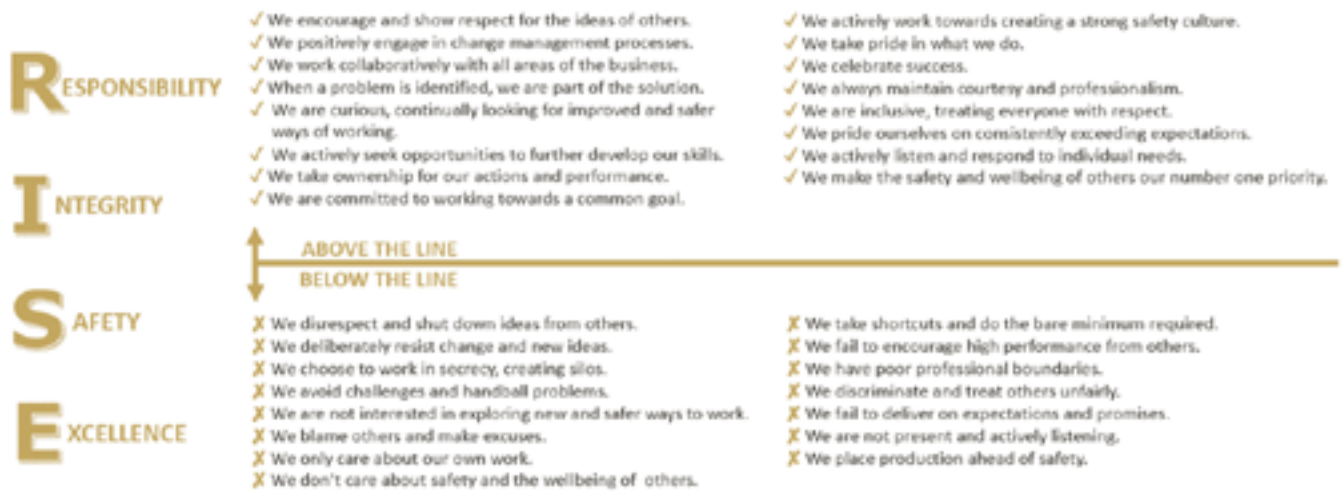 RESPONSIBILITY
INTEGRITY
SAFETY
EXCELLENCE
✓ We encourage and show respect for the ideas of others.
✓ We positively engage in change management processes.
✓ We work collaboratively with all areas of the business.
✓ When a problem is identified, we are part of the solution.
✓ We are curious, continually looking for improved and safer
ways of working.
✓ We actively seek opportunities to further develop our skills.
✓ We take ownership for our actions and performance.
✓ We are committed to working towards a common goal.
✓ We actively work towards creating a strong safety culture.
✓ We take pride in what we do.
✓ We celebrate success.
✓ We always maintain courtesy and professionalism.
✓ We are inclusive, treating everyone with respect.
✓ We pride ourselves on consistently exceeding expectations.
✓ We actively listen and respond to individual needs.
✓ We make the safety and wellbeing of others our number one priority.
ABOVE THE LINE
BELOW THE LINE
✗ We disrespect and shut down ideas from others.
✗ We deliberately resist change and new ideas.
✗ We choose to work in secrecy, creating silos.
✗ We avoid challenges and handball problems.
✗ We are not interested in exploring new and safer ways to work.
✗ We blame others and make excuses.
✗ We only care about our own work.
✗ We don't care about safety and the wellbeing of others.
✗ We take shortcuts and do the bare minimum required.
✗ We fail to encourage high performance from others.
✗ We have poor professional boundaries.
✗ We discriminate and treat others unfairly.
✗ We fail to deliver on expectations and promises.
✗ We are not present and actively listening.
✗ We place production ahead of safety.